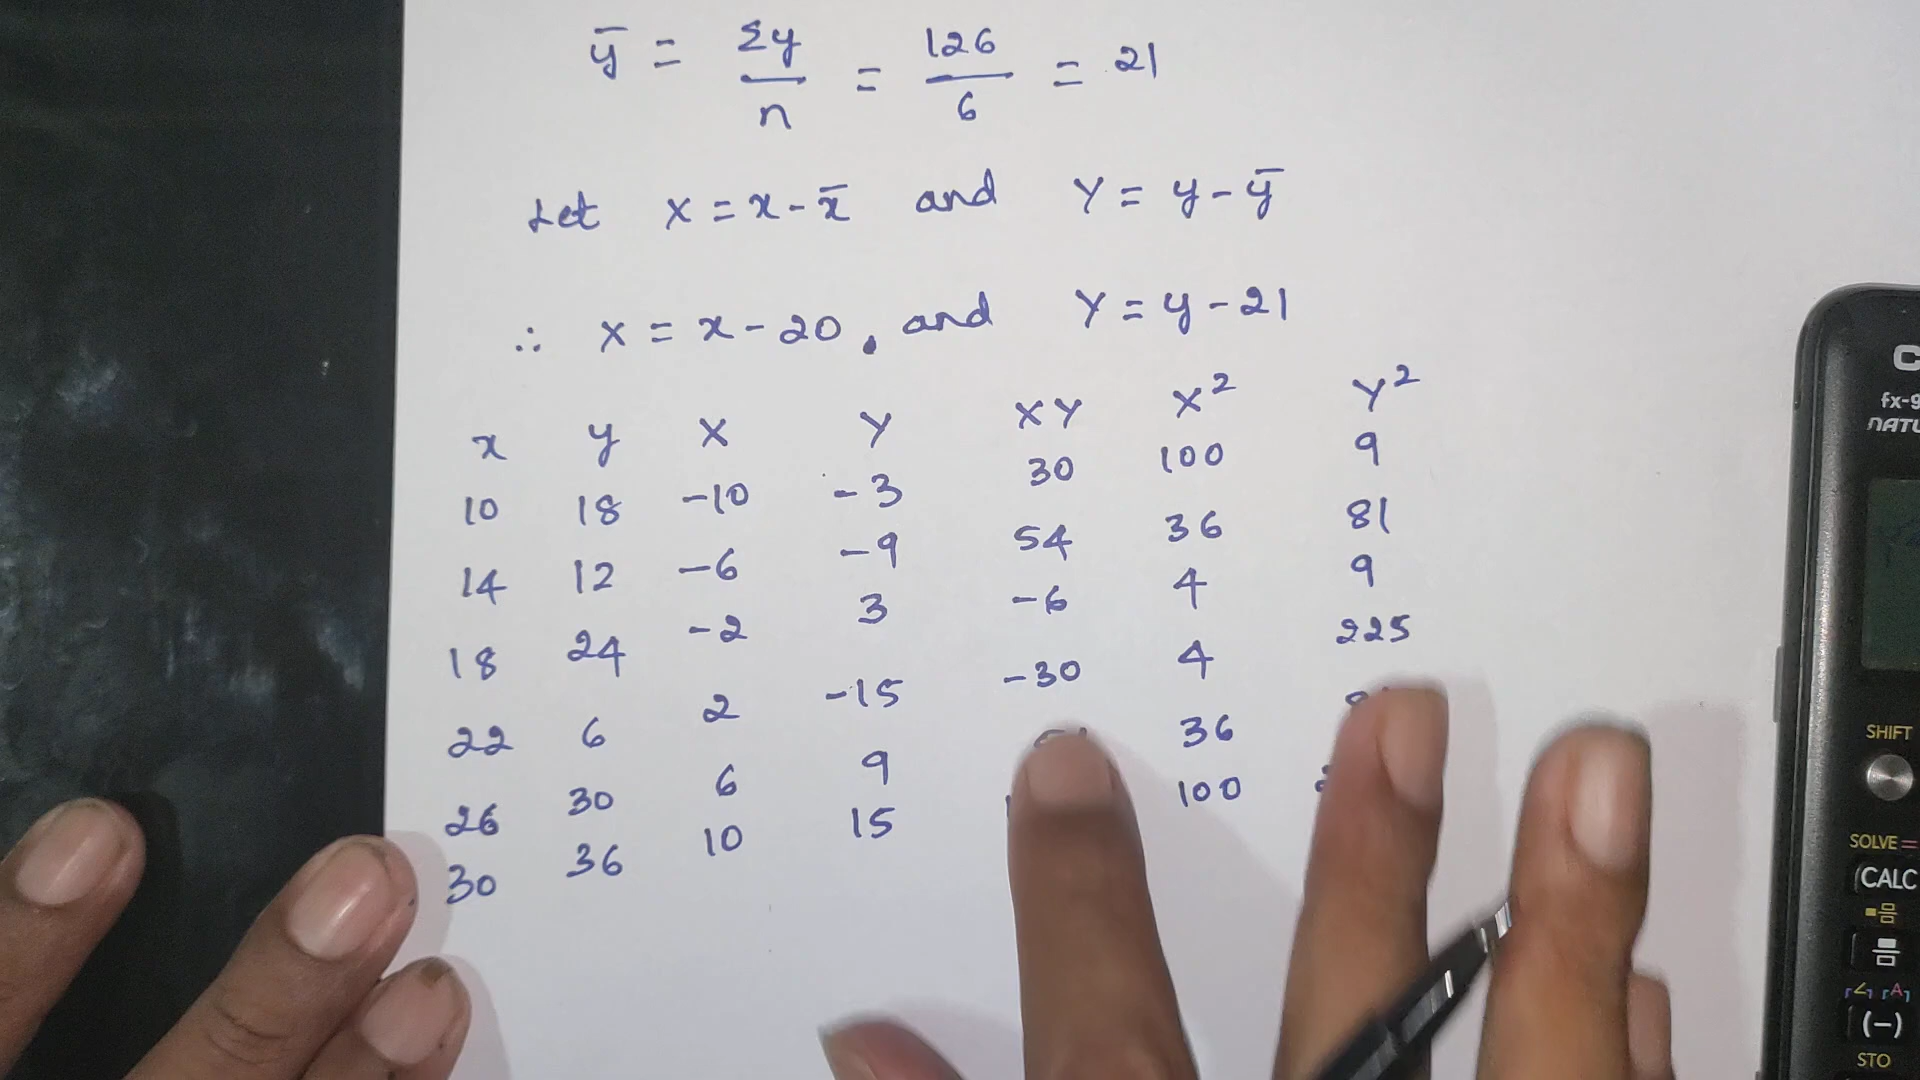 ȳ = Σy / n = 126 / 6 = 21
Let X = x - x̄ and Y = y - ȳ
∴ X = x - 20, and Y = y - 21
x y X Y XY X² Y²
10 18 -10 -3 30 100 9
14 12 -6 -9 54 36 81
18 24 -2 3 -6 4 9
22 6 2 -15 -30 4 225
26 30 6 9 36
30 36 10 15 100
SHIFT
SOLVE =
CALC
(-)
STO